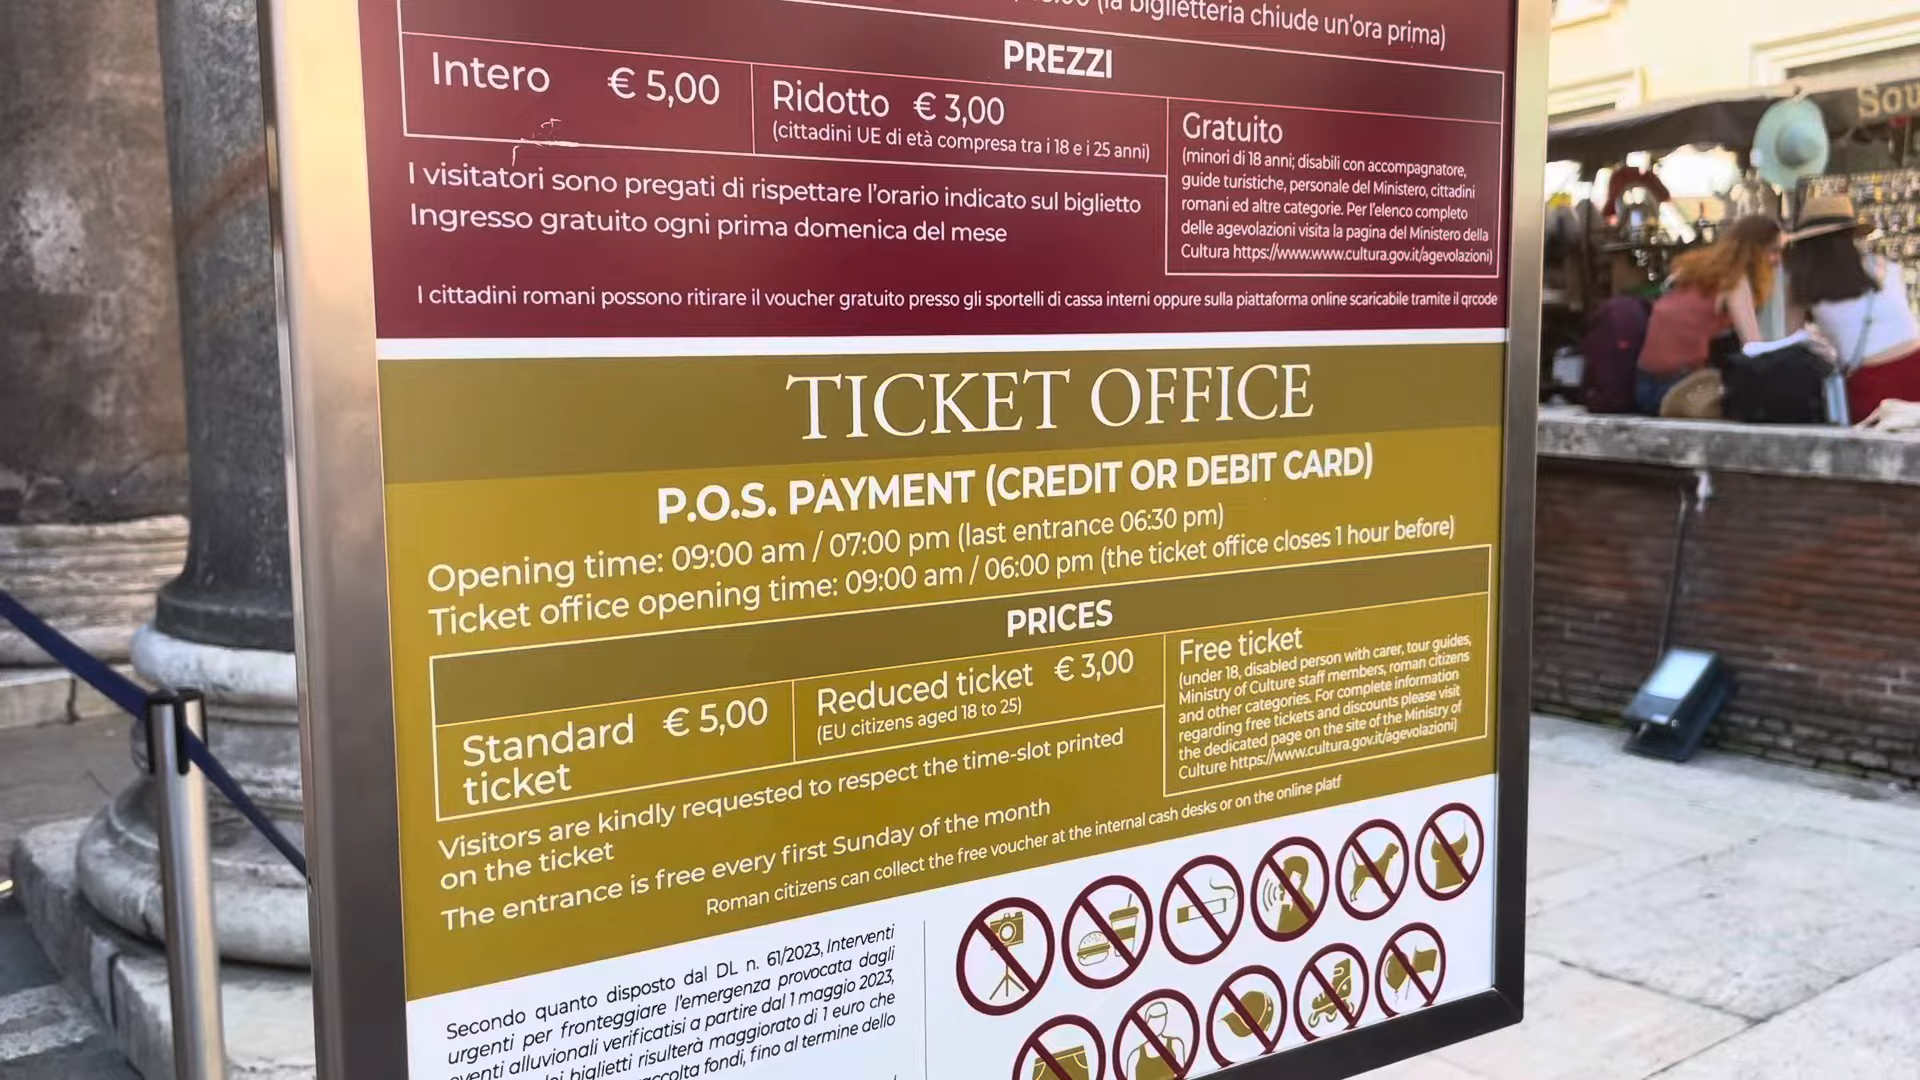 (la biglietteria chiude un'ora prima)
PREZZI
Intero € 5,00
Ridotto € 3,00
(cittadini UE di età compresa tra i 18 e i 25 anni)
Gratuito
(minori di 18 anni; disabili con accompagnatore,
guide turistiche, personale del Ministero, cittadini
romani ed altre categorie. Per l'elenco completo
delle agevolazioni visita la pagina del Ministero della
Cultura https://www.www.cultura.gov.it/agevolazioni)
I visitatori sono pregati di rispettare l'orario indicato sul biglietto
Ingresso gratuito ogni prima domenica del mese
I cittadini romani possono ritirare il voucher gratuito presso gli sportelli di cassa interni oppure sulla piattaforma online scaricabile tramite il qrcode
TICKET OFFICE
P.O.S. PAYMENT (CREDIT OR DEBIT CARD)
Opening time: 09:00 am / 07:00 pm (last entrance 06:30 pm)
Ticket office opening time: 09:00 am / 06:00 pm (the ticket office closes 1 hour before)
PRICES
Standard € 5,00
ticket
Reduced ticket € 3,00
(EU citizens aged 18 to 25)
Free ticket
(under 18, disabled person with carer, tour guides,
Ministry of Culture staff members, roman citizens
and other categories. For complete information
regarding free tickets and discounts please visit
the dedicated page on the site of the Ministry of
Culture https://www.cultura.gov.it/agevolazioni)
Visitors are kindly requested to respect the time-slot printed
on the ticket
The entrance is free every first Sunday of the month
Roman citizens can collect the free voucher at the internal cash desks or on the online platf
Secondo quanto disposto dal DL n. 61/2023, Interventi
urgenti per fronteggiare l'emergenza provocata dagli
eventi alluvionali verificatisi a partire dal 1 maggio 2023,
biglietti risulterà maggiorato di 1 euro che
fondi, fino al termine dello
Sou